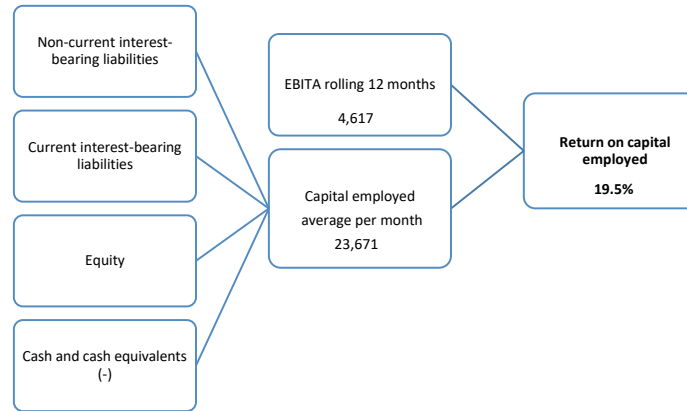 Non-current interest-
bearing liabilities
Current interest-bearing
liabilities
Equity
Cash and cash equivalents
(-)
EBITA rolling 12 months
4,617
Capital employed
average per month
23,671
Return on capital
employed
19.5%